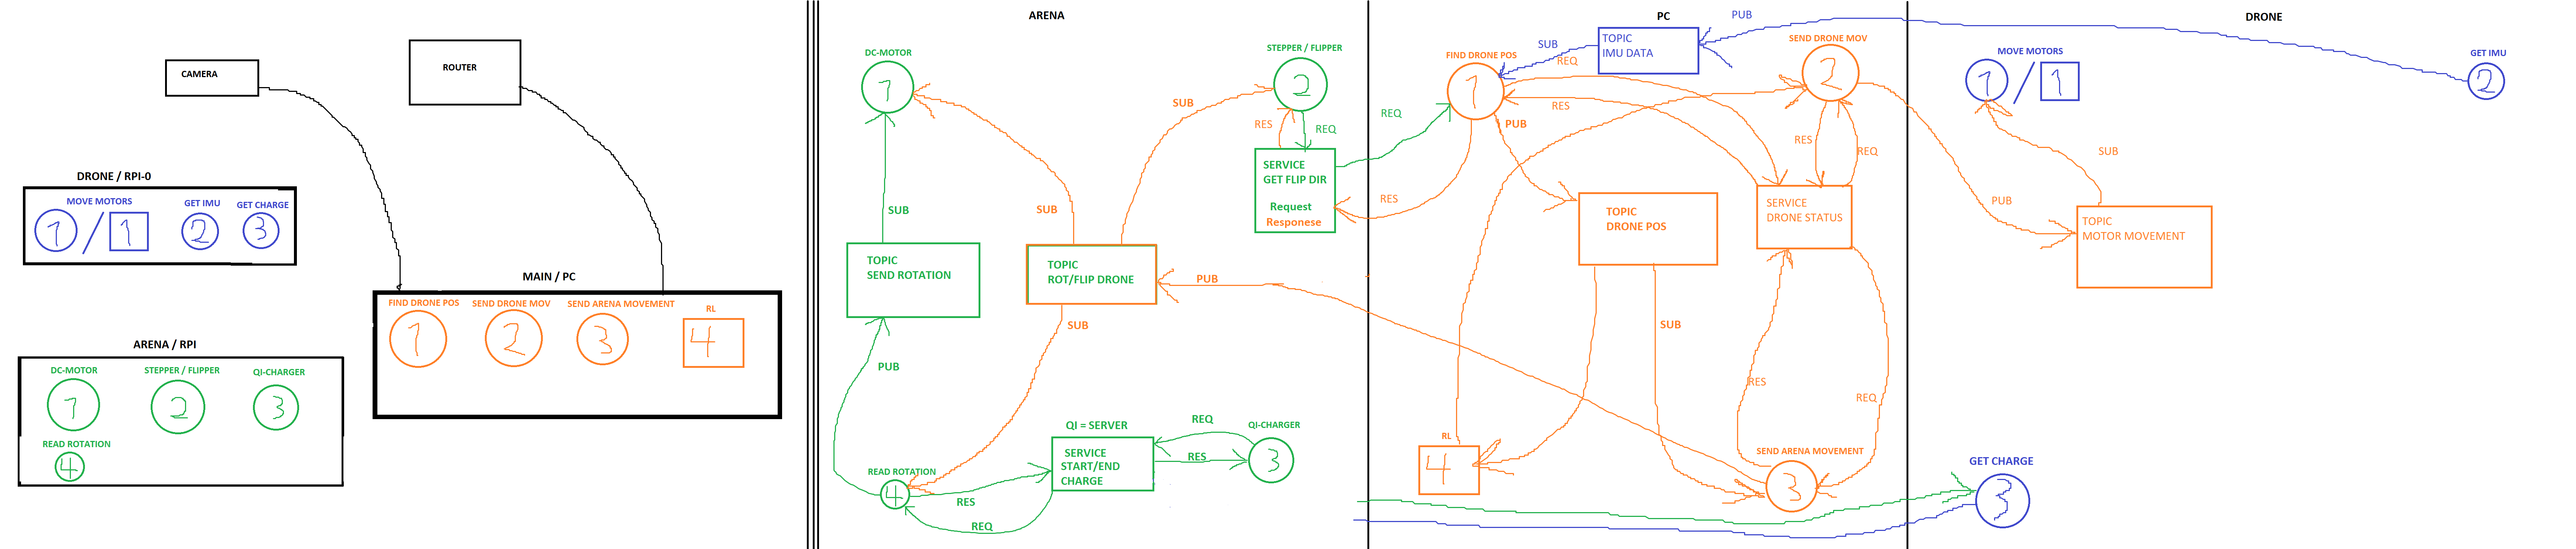 CAMERA
ROUTER
DRONE / RPI-0
MOVE MOTORS
GET IMU
GET CHARGE
1 / 1
2
3
MAIN / PC
FIND DRONE POS
SEND DRONE MOV
SEND ARENA MOVEMENT
RL
1
2
3
4
ARENA / RPI
DC-MOTOR
STEPPER / FLIPPER
QI-CHARGER
1
2
3
READ ROTATION
4
ARENA
DC-MOTOR
1
STEPPER / FLIPPER
2
SUB
RES
REQ
SERVICE
GET FLIP DIR
Request
Responese
SUB
SUB
TOPIC
SEND ROTATION
TOPIC
ROT/FLIP DRONE
PUB
SUB
PUB
QI = SERVER
SERVICE
START/END
CHARGE
REQ
RES
QI-CHARGER
3
READ ROTATION
4
RES
REQ
PC
PUB
TOPIC
IMU DATA
SUB
FIND DRONE POS
1
REQ
RES
PUB
REQ
RES
SEND DRONE MOV
2
RES
REQ
SERVICE
DRONE STATUS
TOPIC
DRONE POS
SUB
RES
REQ
RL
4
SEND ARENA MOVEMENT
3
DRONE
MOVE MOTORS
1 / 1
GET IMU
2
SUB
PUB
TOPIC
MOTOR MOVEMENT
GET CHARGE
3